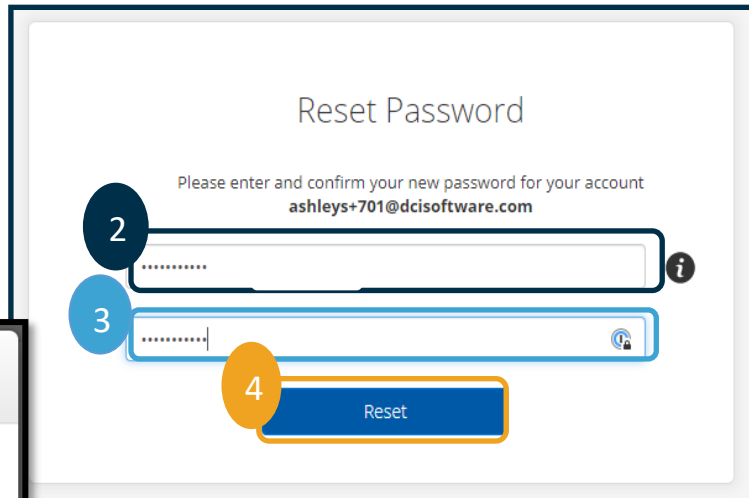 Reset Password
Please enter and confirm your new password for your account
ashleys+701@dcisoftware.com
2
•••••••••••
i
3
•••••••••••
4
Reset